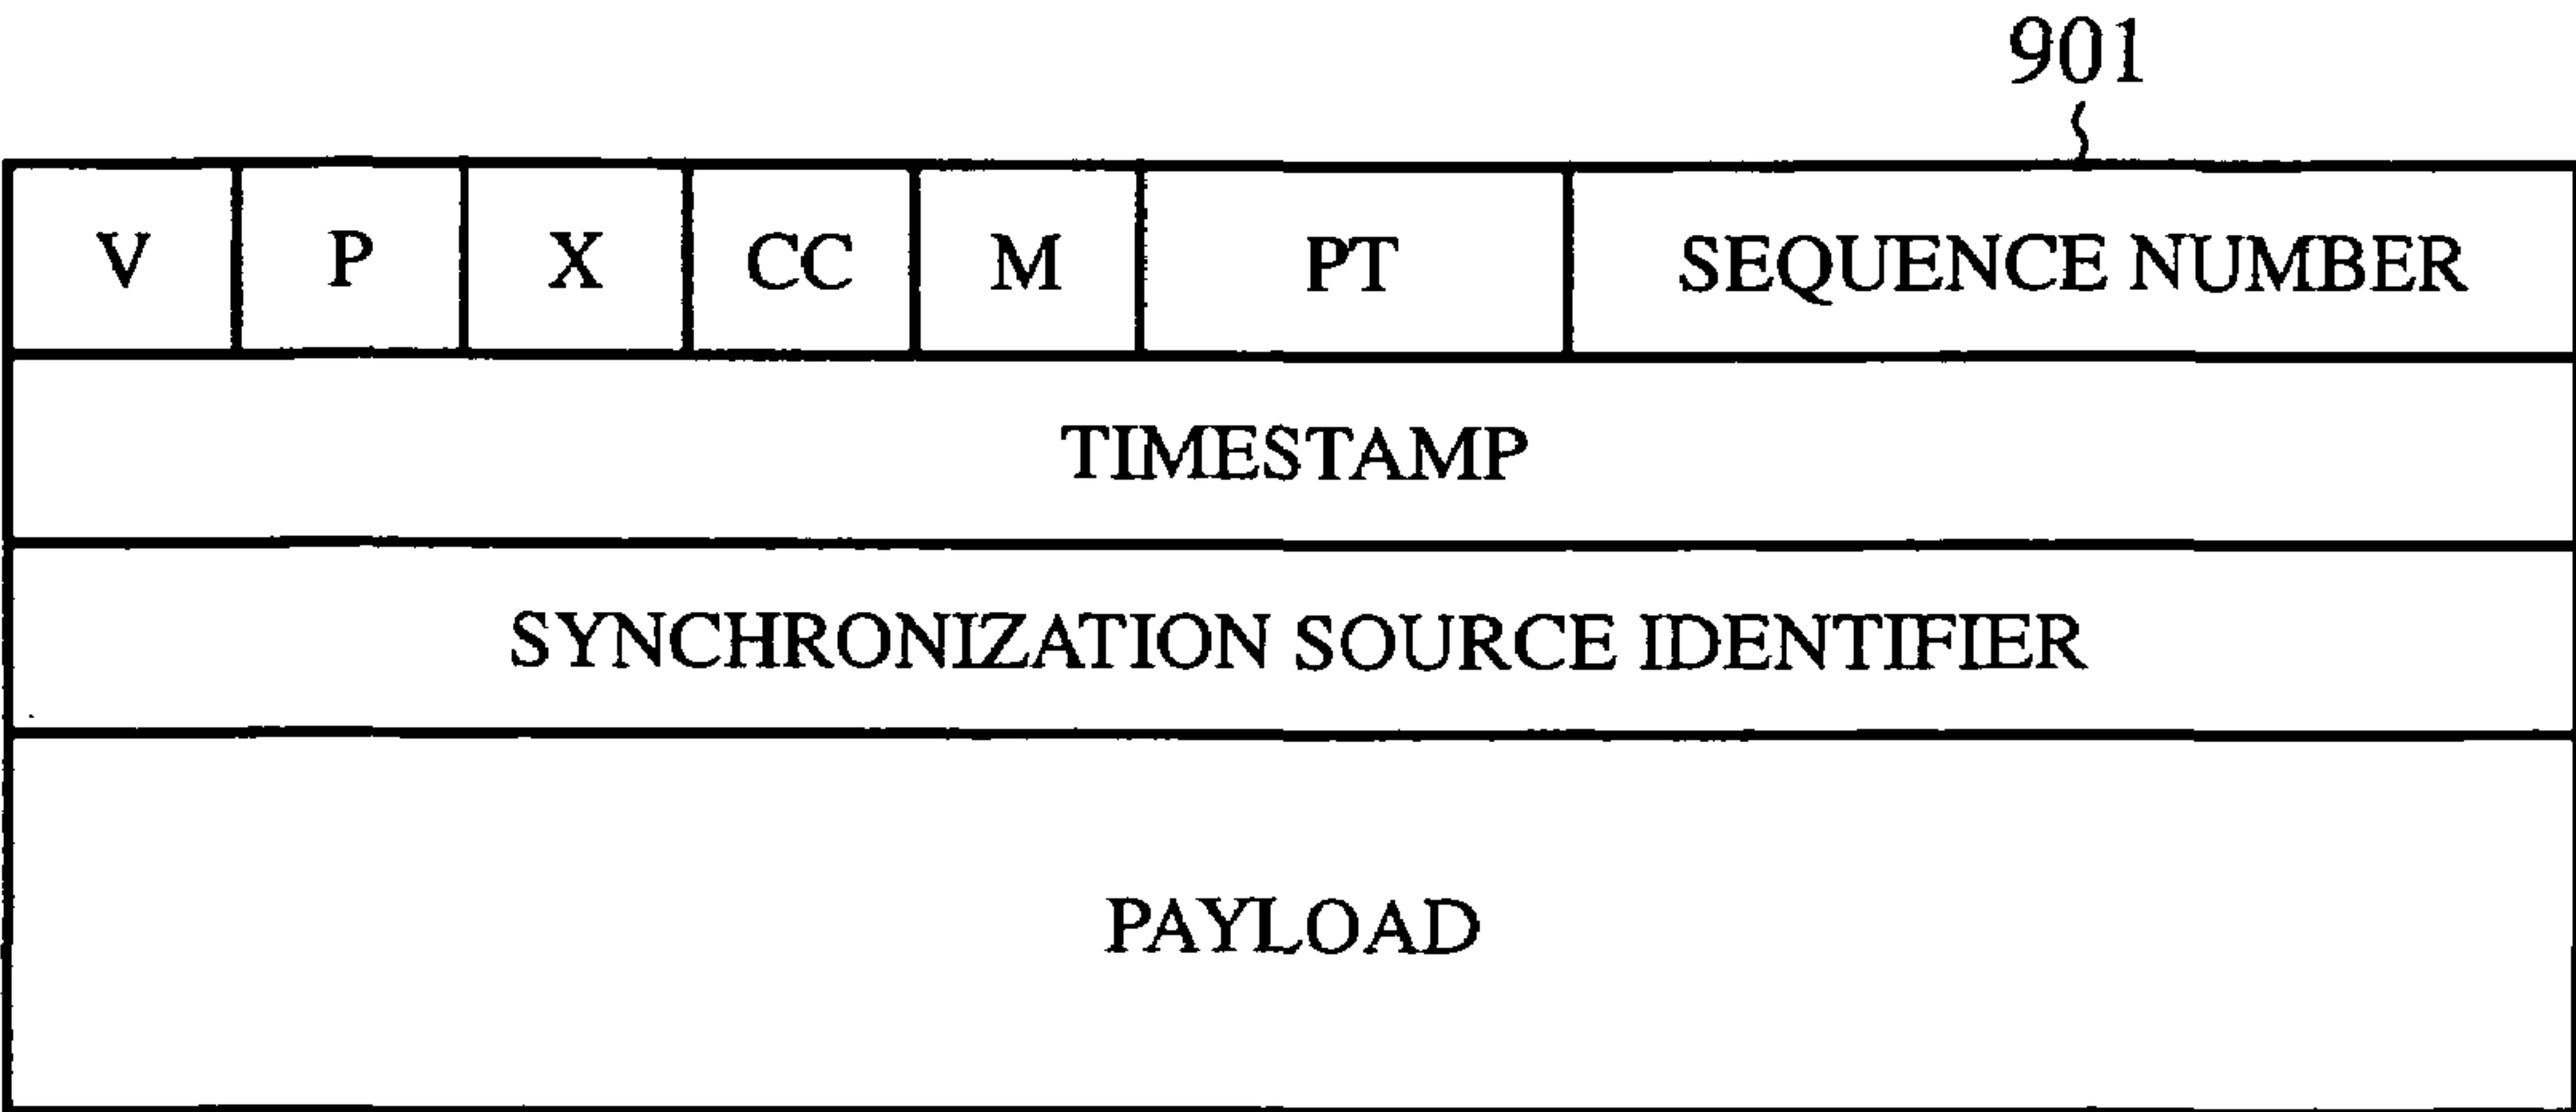 901
V P X CC M PT SEQUENCE NUMBER
TIMESTAMP
SYNCHRONIZATION SOURCE IDENTIFIER
PAYLOAD